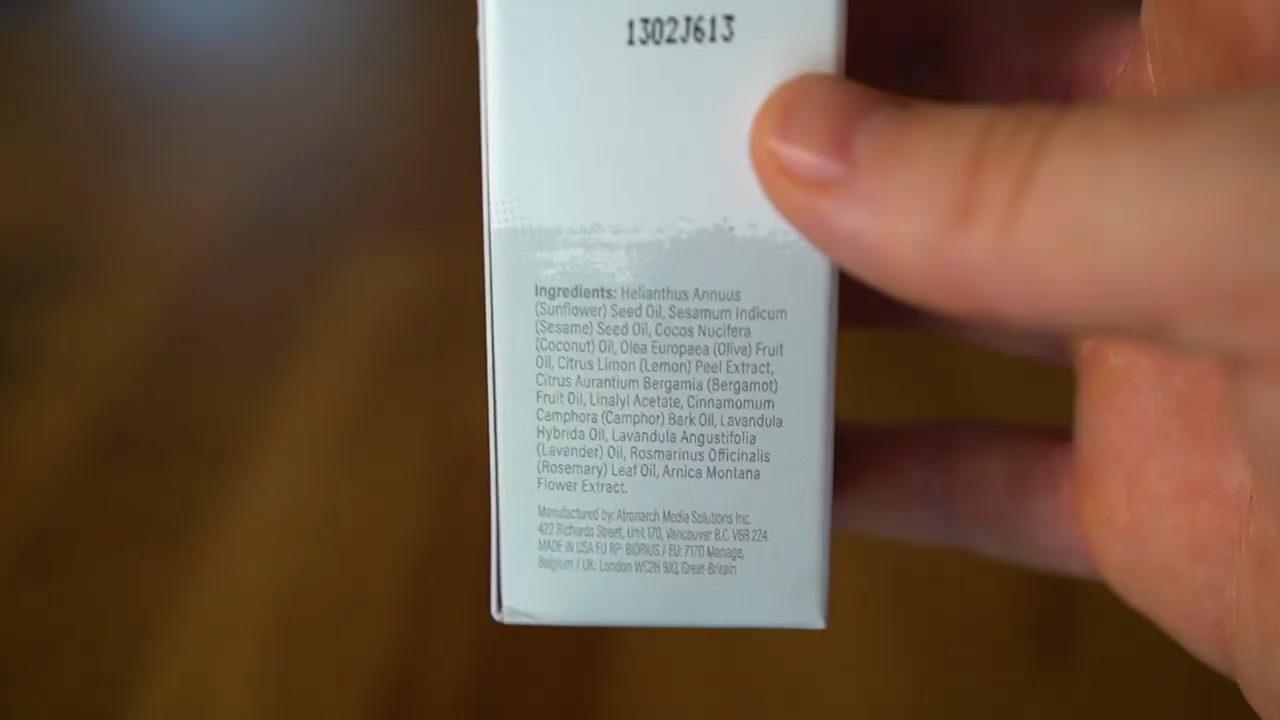 1302J613
Ingredients: Helianthus Annuus
(Sunflower) Seed Oil, Sesamum Indicum
(Sesame) Seed Oil, Cocos Nucifera
(Coconut) Oil, Olea Europaea (Olive) Fruit
Oil, Citrus Limon (Lemon) Peel Extract,
Citrus Aurantium Bergamia (Bergamot)
Fruit Oil, Linalyl Acetate, Cinnamomum
Camphora (Camphor) Bark Oil, Lavandula
Hybrida Oil, Lavandula Angustifolia
(Lavender) Oil, Rosmarinus Officinalis
(Rosemary) Leaf Oil, Arnica Montana
Flower Extract.
Manufactured by: Atronarch Media Solutions Inc.
422 Richards Street, Unit 170, Vancouver B.C. V6B 2Z4.
MADE IN USA EU RP: BIORIUS / EU: 7170 Manage,
Belgium / UK: London WC2H 9JQ, Great-Britain